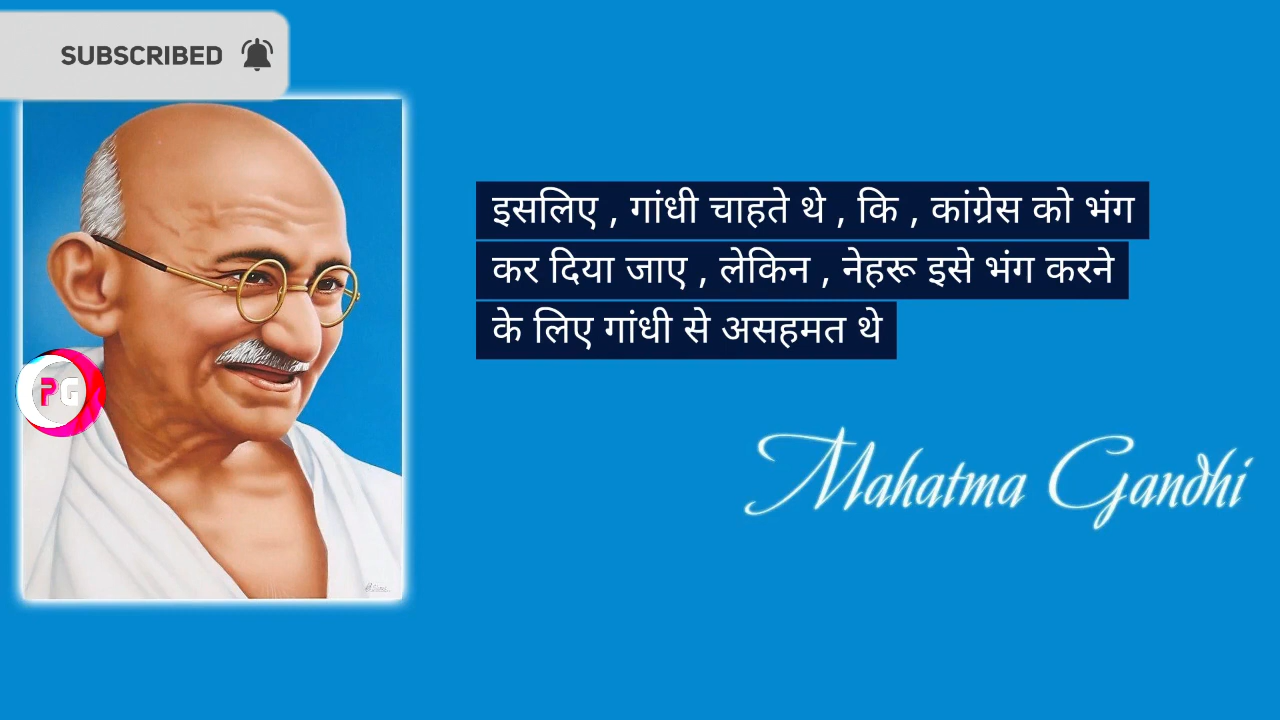 SUBSCRIBED
इसलिए , गांधी चाहते थे , कि , कांग्रेस को भंग
कर दिया जाए , लेकिन , नेहरू इसे भंग करने
के लिए गांधी से असहमत थे
PG
Mahatma Gandhi